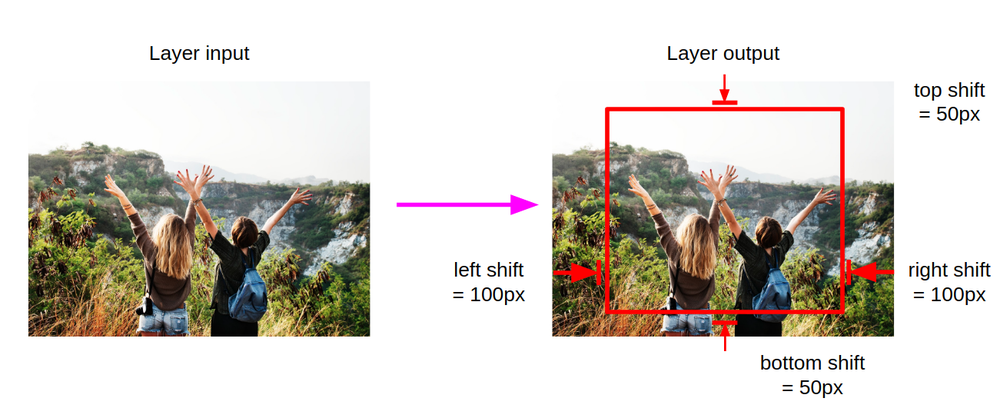 Layer input
Layer output
top shift
= 50px
left shift
= 100px
right shift
= 100px
bottom shift
= 50px